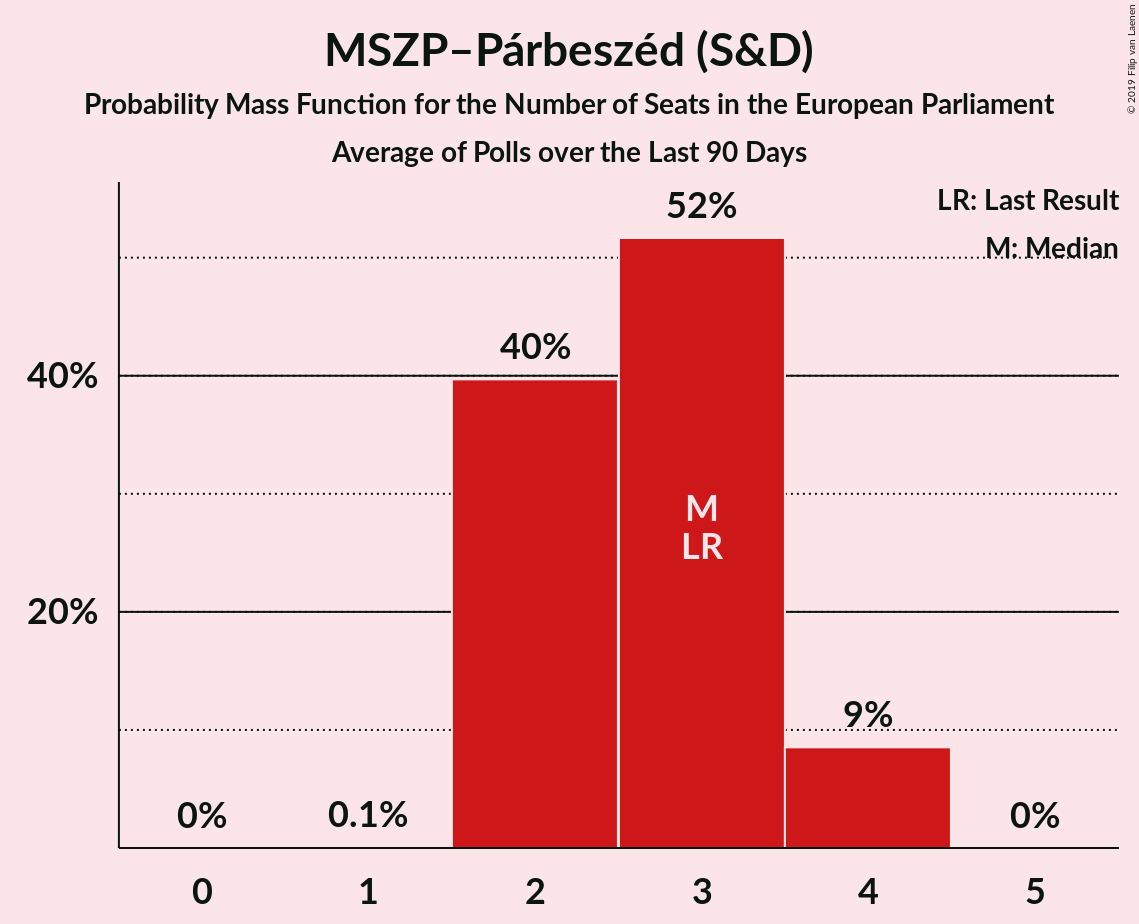 MSZP–Párbeszéd (S&D)
Probability Mass Function for the Number of Seats in the European Parliament
Average of Polls over the Last 90 Days
© 2019 Filip van Laenen
LR: Last Result
M: Median
52%
40%
40%
M
LR
20%
9%
0%
0.1%
0%
0
1
2
3
4
5